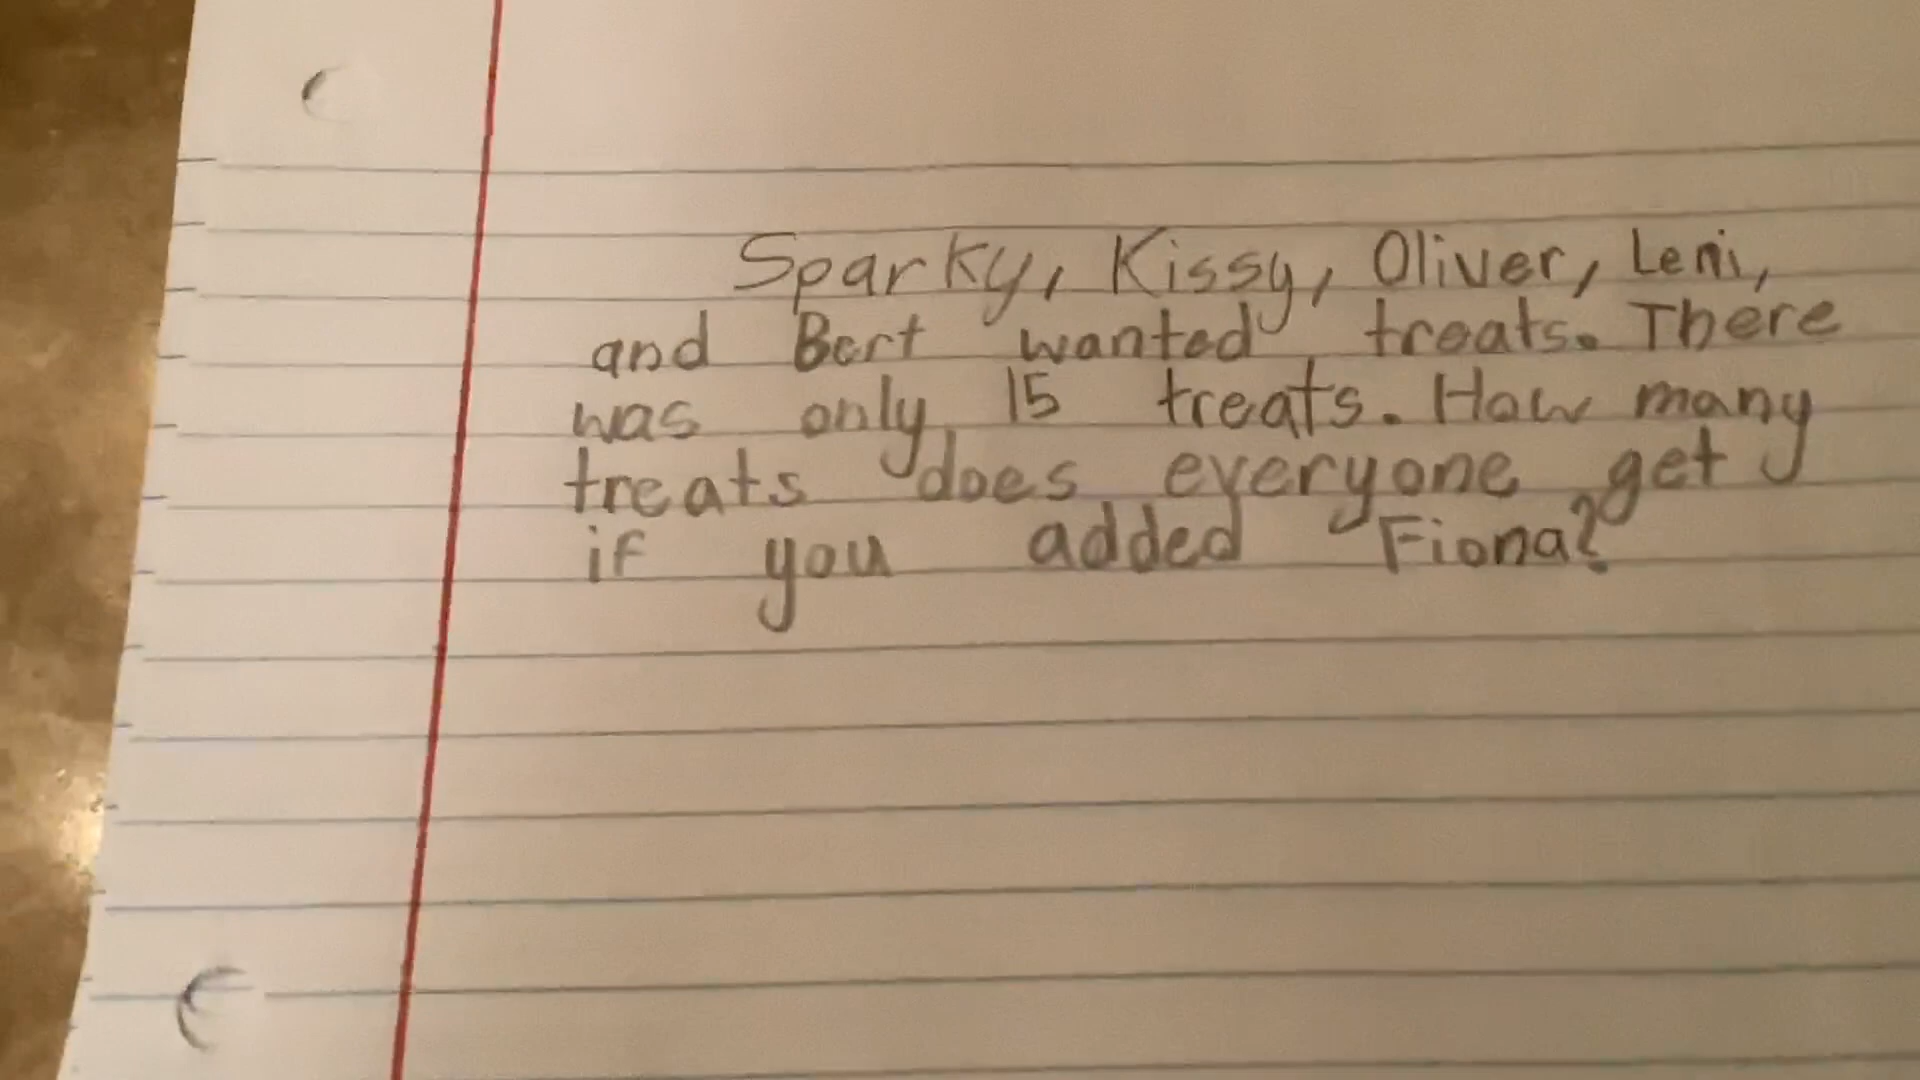 Sparky, Kissy, Oliver, Leni,
and Bert wanted treats. There
was only 15 treats. How many
treats does everyone get
if you added Fiona?